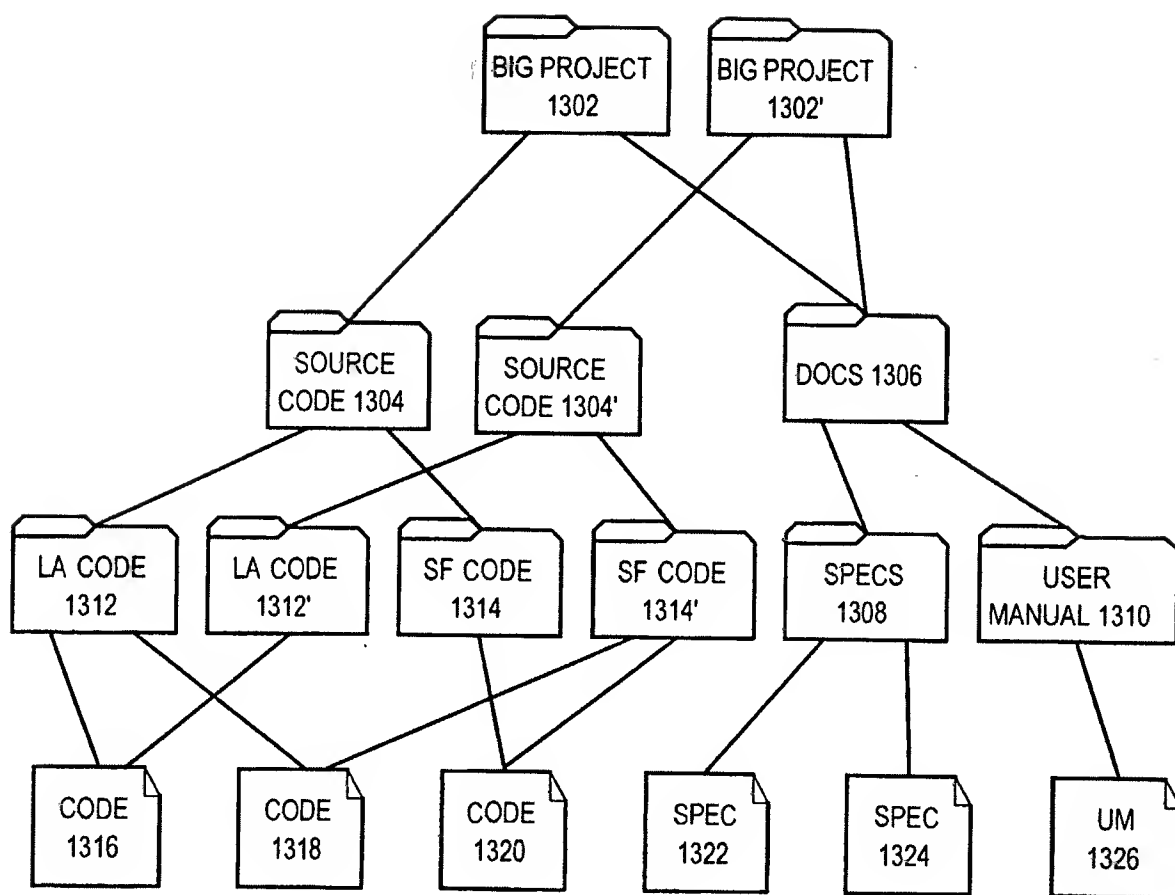 BIG PROJECT
1302
BIG PROJECT
1302'
SOURCE
CODE 1304
SOURCE
CODE 1304'
DOCS 1306
LA CODE
1312
LA CODE
1312'
SF CODE
1314
SF CODE
1314'
SPECS
1308
USER
MANUAL 1310
CODE
1316
CODE
1318
CODE
1320
SPEC
1322
SPEC
1324
UM
1326